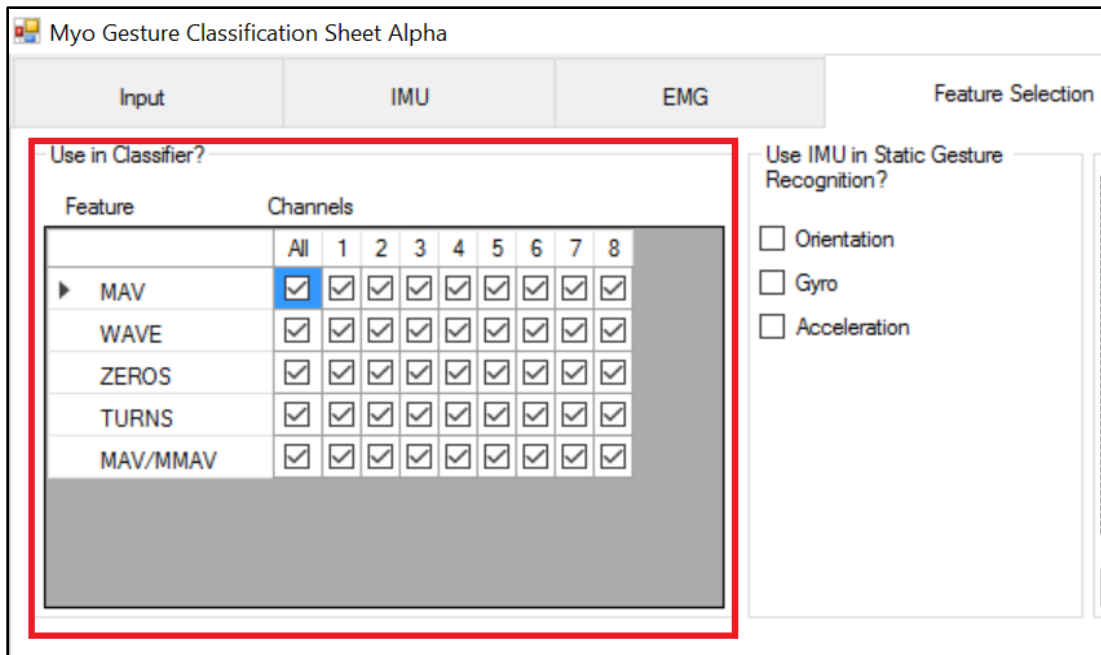 Myo Gesture Classification Sheet Alpha
Input IMU EMG Feature Selection
Use in Classifier?
Feature Channels
All 1 2 3 4 5 6 7 8
MAV
WAVE
ZEROS
TURNS
MAV/MMAV
Use IMU in Static Gesture
Recognition?
Orientation
Gyro
Acceleration